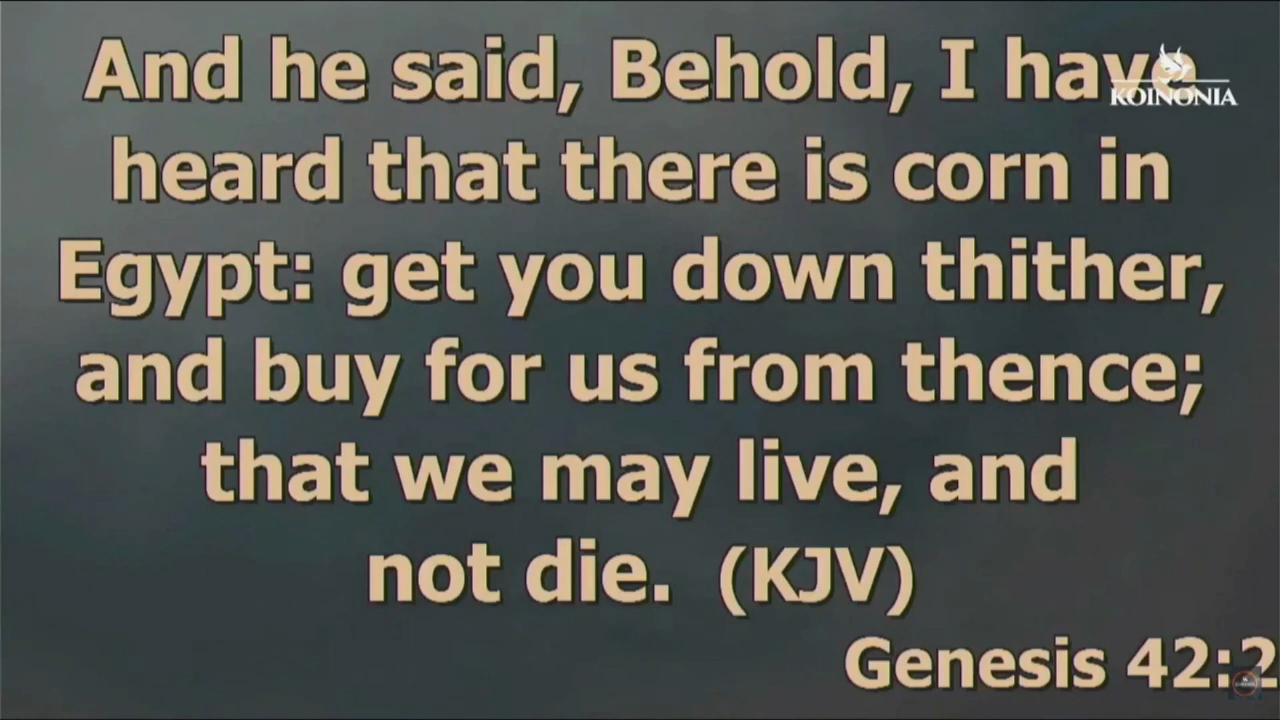 And he said, Behold, I have
KOINONIA
heard that there is corn in
Egypt: get you down thither,
and buy for us from thence;
that we may live, and
not die. (KJV)
Genesis 42:2